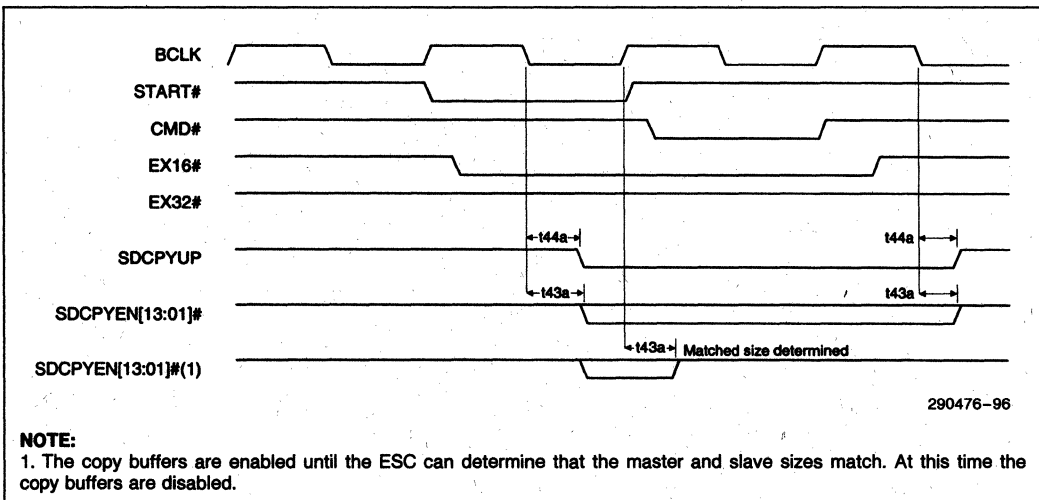 BCLK
START#
CMD#
EX16#
EX32#
t44a t44a
SDCPYUP
t43a t43a
SDCPYEN[13:01]#
t43a Matched size determined
SDCPYEN[13:01]#(1)
290476–96
NOTE:
1. The copy buffers are enabled until the ESC can determine that the master and slave sizes match. At this time the
copy buffers are disabled.